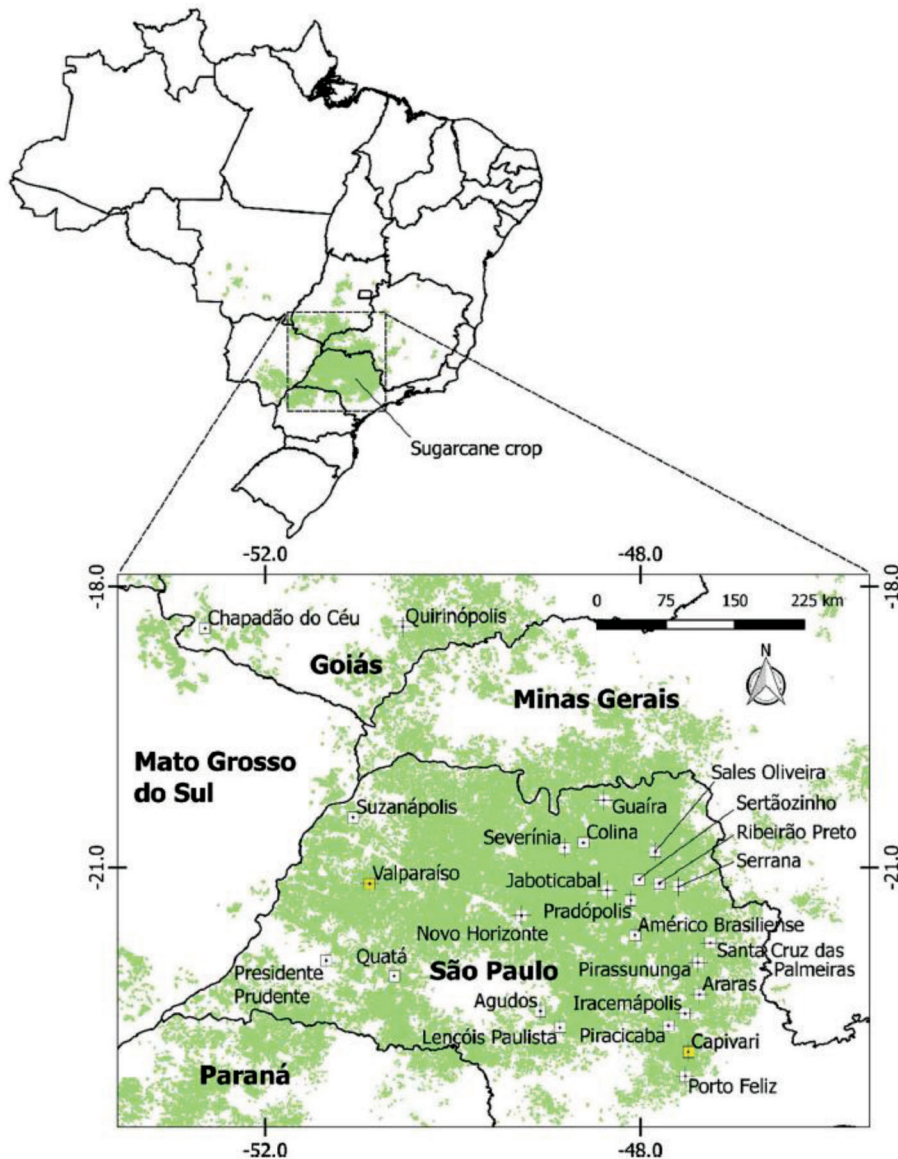 Sugarcane crop
-52.0
-48.0
-18.0
-18.0
0 75 150 225 km
Chapadão do Céu
Quirinópolis
Goiás
N
Minas Gerais
Mato Grosso
do Sul
Sales Oliveira
Suzanápolis
Guaíra
Sertãozinho
Severínia
Colina
Ribeirão Preto
-21.0
-21.0
Valparaíso
Jaboticabal
Serrana
Pradópolis
Américo Brasiliense
Novo Horizonte
Quatá
São Paulo
Santa Cruz das
Palmeiras
Presidente
Prudente
Pirassununga
Araras
Agudos
Iracemápolis
Lençóis Paulista
Piracicaba
Capivari
Paraná
Porto Feliz
-52.0
-48.0